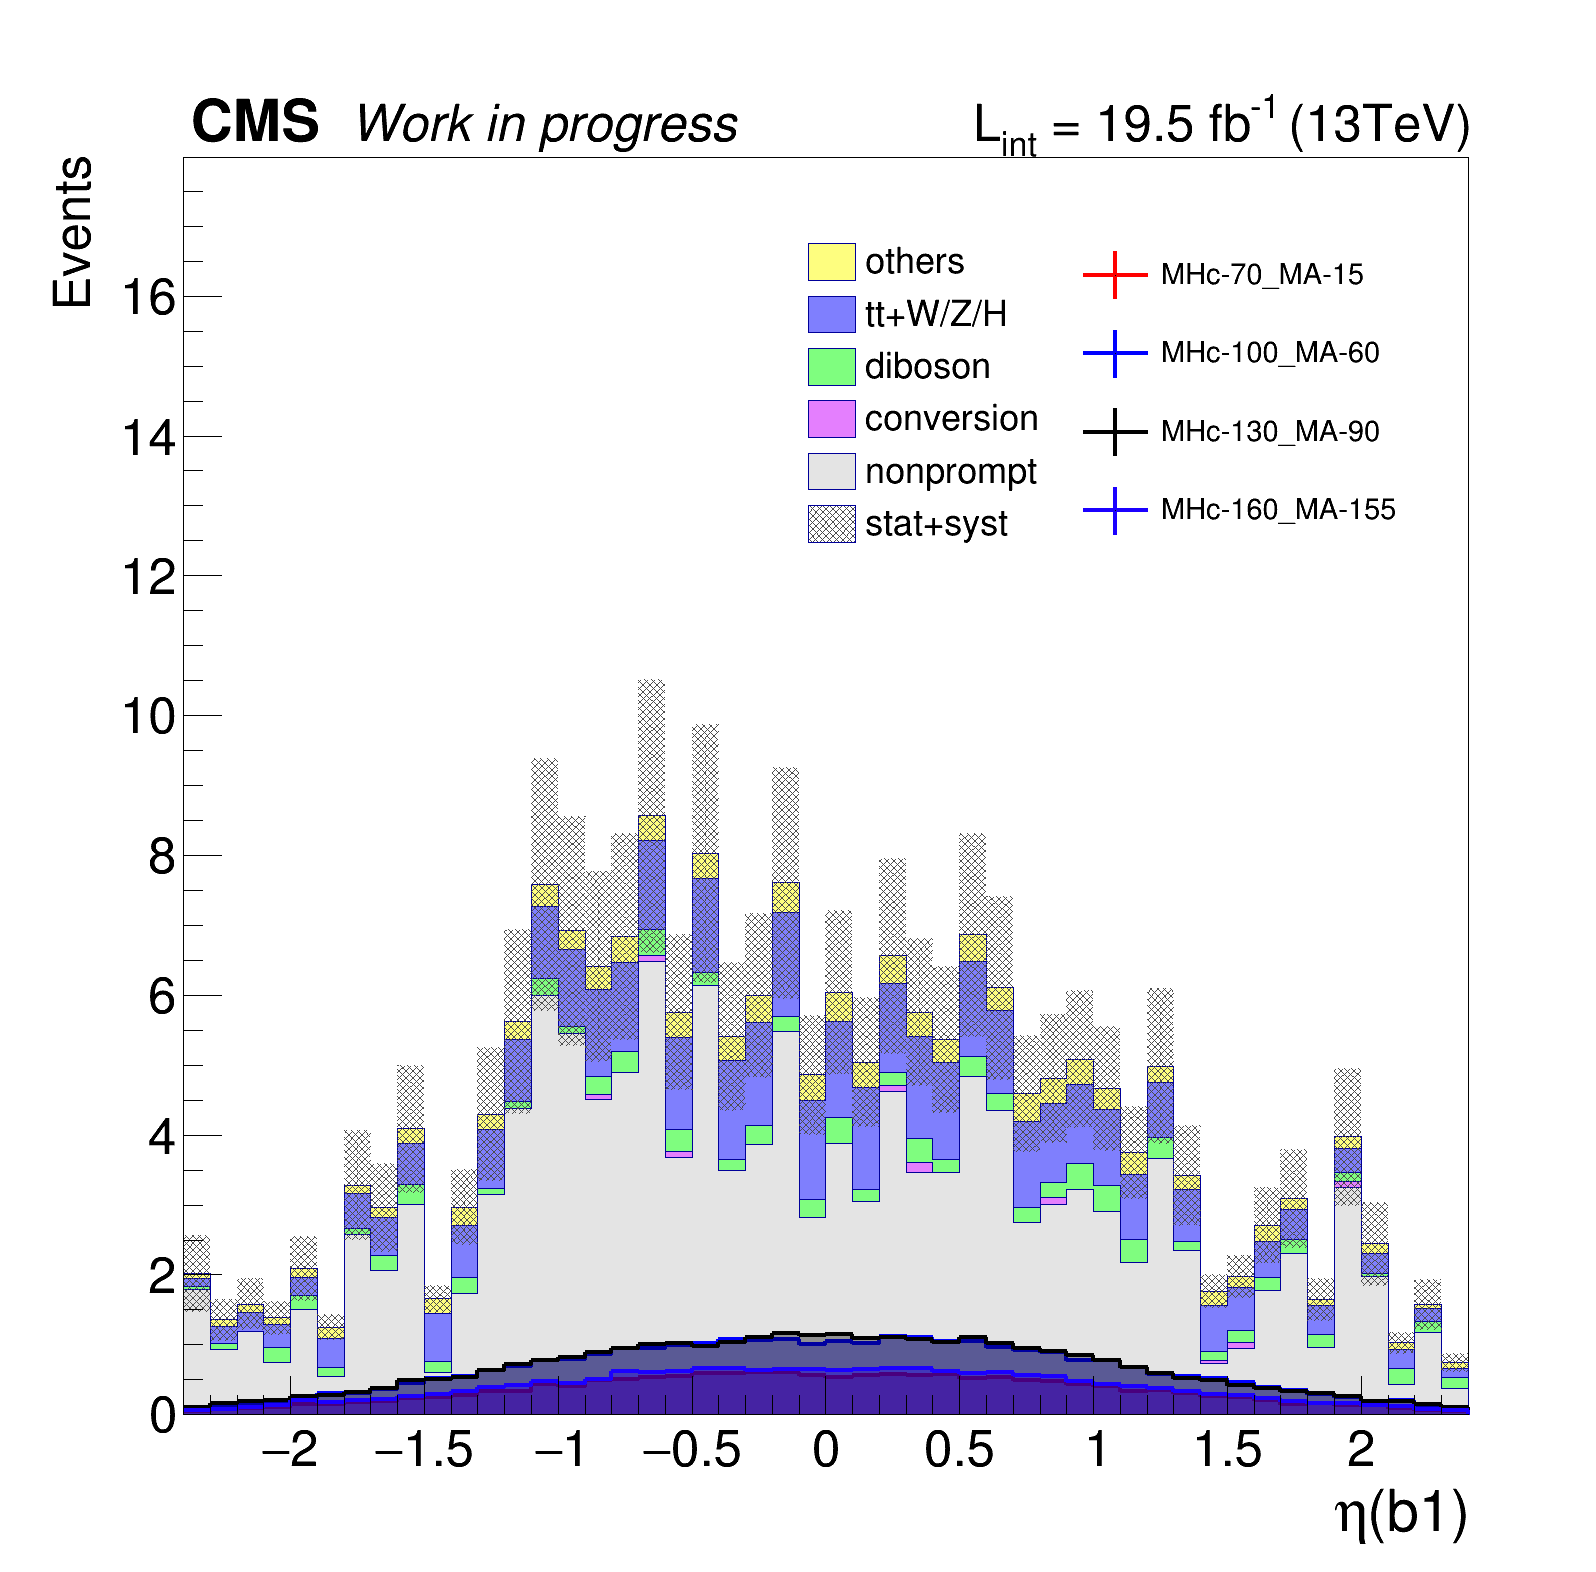 CMS Work in progress L_int = 19.5 fb^-1 (13TeV)
Events
others
tt+W/Z/H
diboson
conversion
nonprompt
stat+syst
MHc-70_MA-15
MHc-100_MA-60
MHc-130_MA-90
MHc-160_MA-155
16
14
12
10
8
6
4
2
0
−2 −1.5 −1 −0.5 0 0.5 1 1.5 2
η(b1)